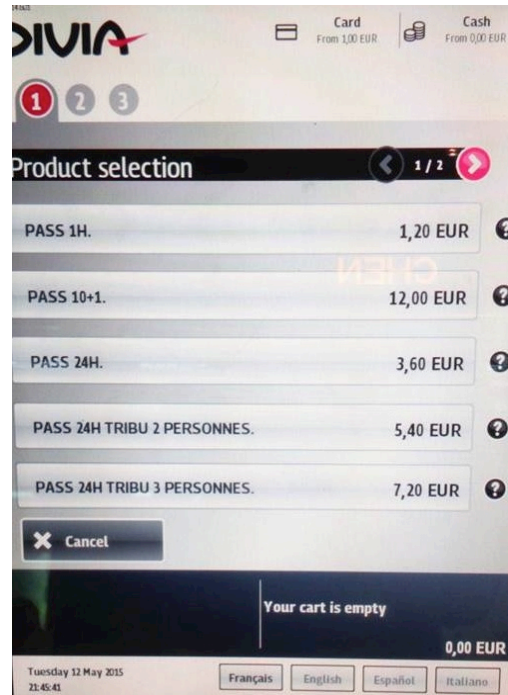 DIVIA
Card
From 1,00 EUR
Cash
From 0,00 EUR
1 2 3
Product selection
1 / 2
PASS 1H. 1,20 EUR ?
PASS 10+1. 12,00 EUR ?
PASS 24H. 3,60 EUR ?
PASS 24H TRIBU 2 PERSONNES. 5,40 EUR ?
PASS 24H TRIBU 3 PERSONNES. 7,20 EUR ?
Cancel
Your cart is empty
0,00 EUR
Tuesday 12 May 2015
21:45:41
Français English Español Italiano